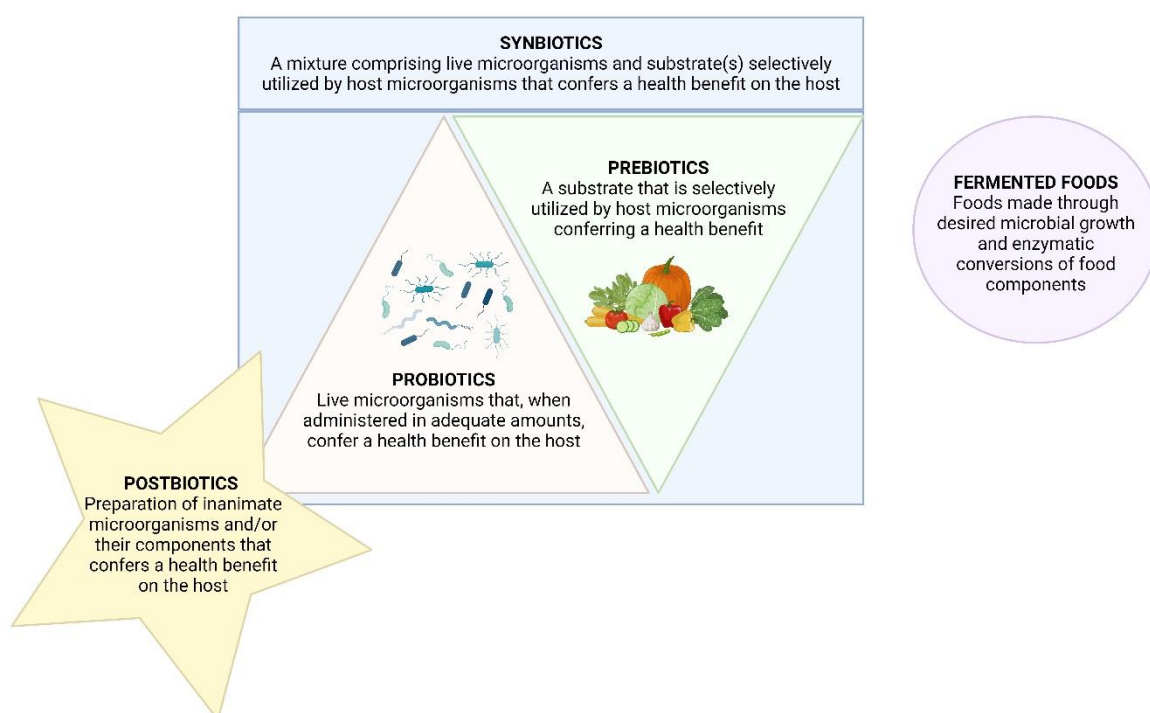 SYNBIOTICS
A mixture comprising live microorganisms and substrate(s) selectively
utilized by host microorganisms that confers a health benefit on the host
PREBIOTICS
A substrate that is selectively
utilized by host microorganisms
conferring a health benefit
FERMENTED FOODS
Foods made through
desired microbial growth
and enzymatic
conversions of food
components
PROBIOTICS
Live microorganisms that, when
administered in adequate amounts,
confer a health benefit on the host
POSTBIOTICS
Preparation of inanimate
microorganisms and/or
their components that
confers a health benefit
on the host